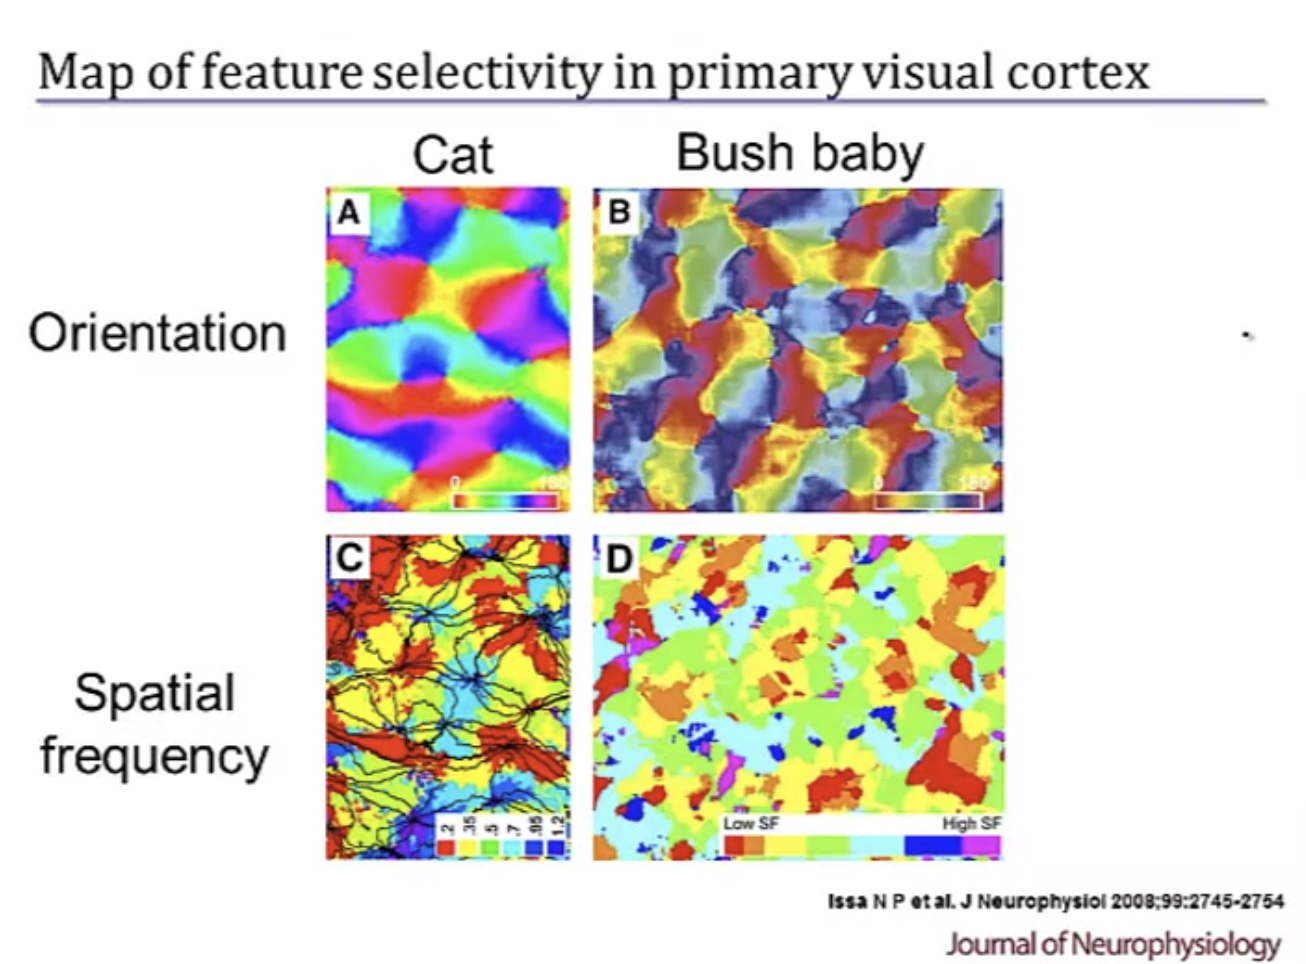 Map of feature selectivity in primary visual cortex
Cat
Bush baby
A
B
Orientation
0 180
0 180
C
D
Spatial
frequency
.2 .35 .5 .7 .95 1.2
Low SF High SF
Issa N P et al. J Neurophysiol 2008;99:2745-2754
Journal of Neurophysiology